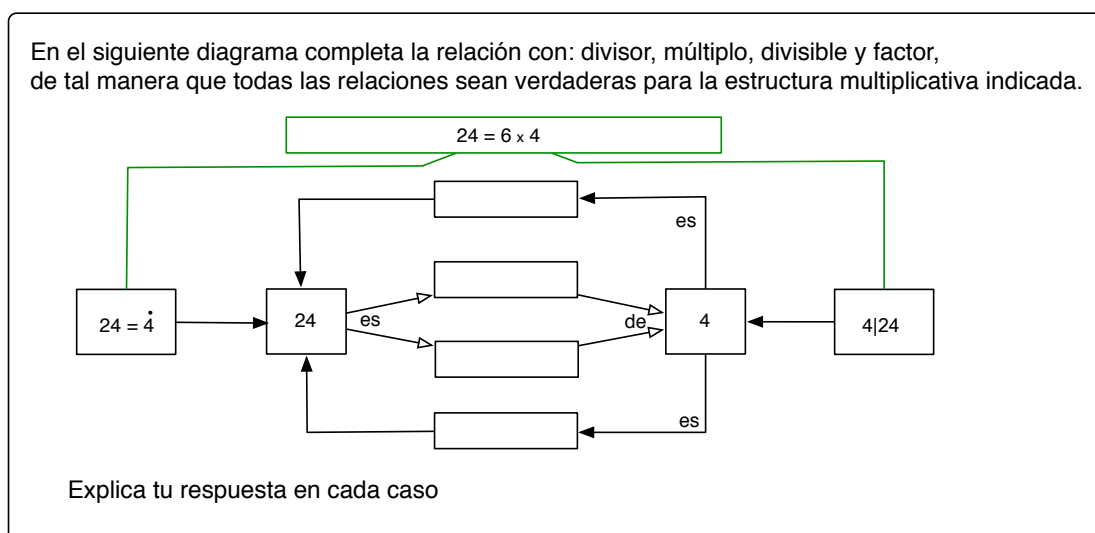 En el siguiente diagrama completa la relación con: divisor, múltiplo, divisible y factor,
de tal manera que todas las relaciones sean verdaderas para la estructura multiplicativa indicada.
24 = 6 x 4
es
24 = 4̇
24
es
de
4
4|24
es
Explica tu respuesta en cada caso